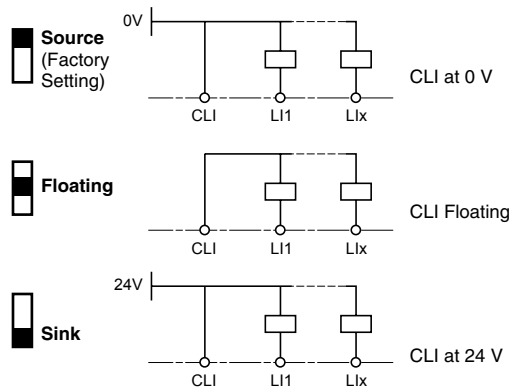 0V
Source
(Factory
Setting)
CLI at 0 V
CLI LI1 LIx
Floating
CLI Floating
CLI LI1 LIx
24V
Sink
CLI at 24 V
CLI LI1 LIx